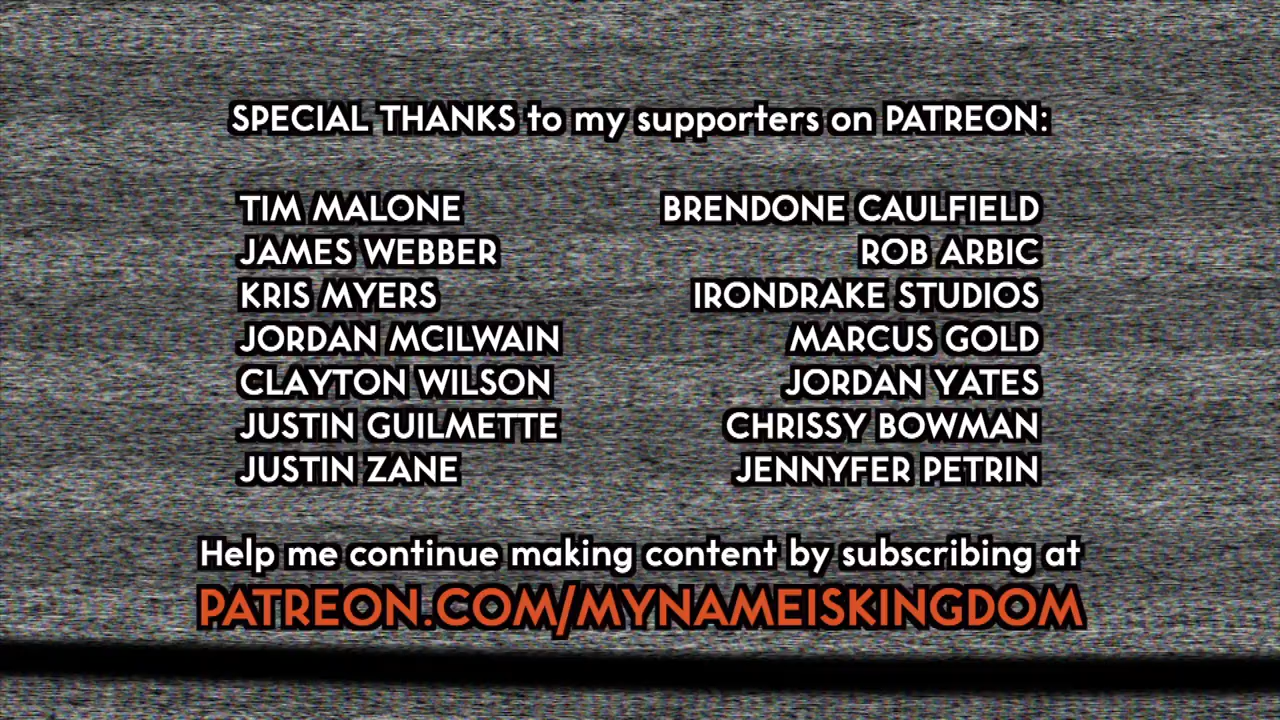 SPECIAL THANKS to my supporters on PATREON:
TIM MALONE
JAMES WEBBER
KRIS MYERS
JORDAN MCILWAIN
CLAYTON WILSON
JUSTIN GUILMETTE
JUSTIN ZANE
BRENDONE CAULFIELD
ROB ARBIC
IRONDRAKE STUDIOS
MARCUS GOLD
JORDAN YATES
CHRISSY BOWMAN
JENNYFER PETRIN
Help me continue making content by subscribing at
PATREON.COM/MYNAMEISKINGDOM